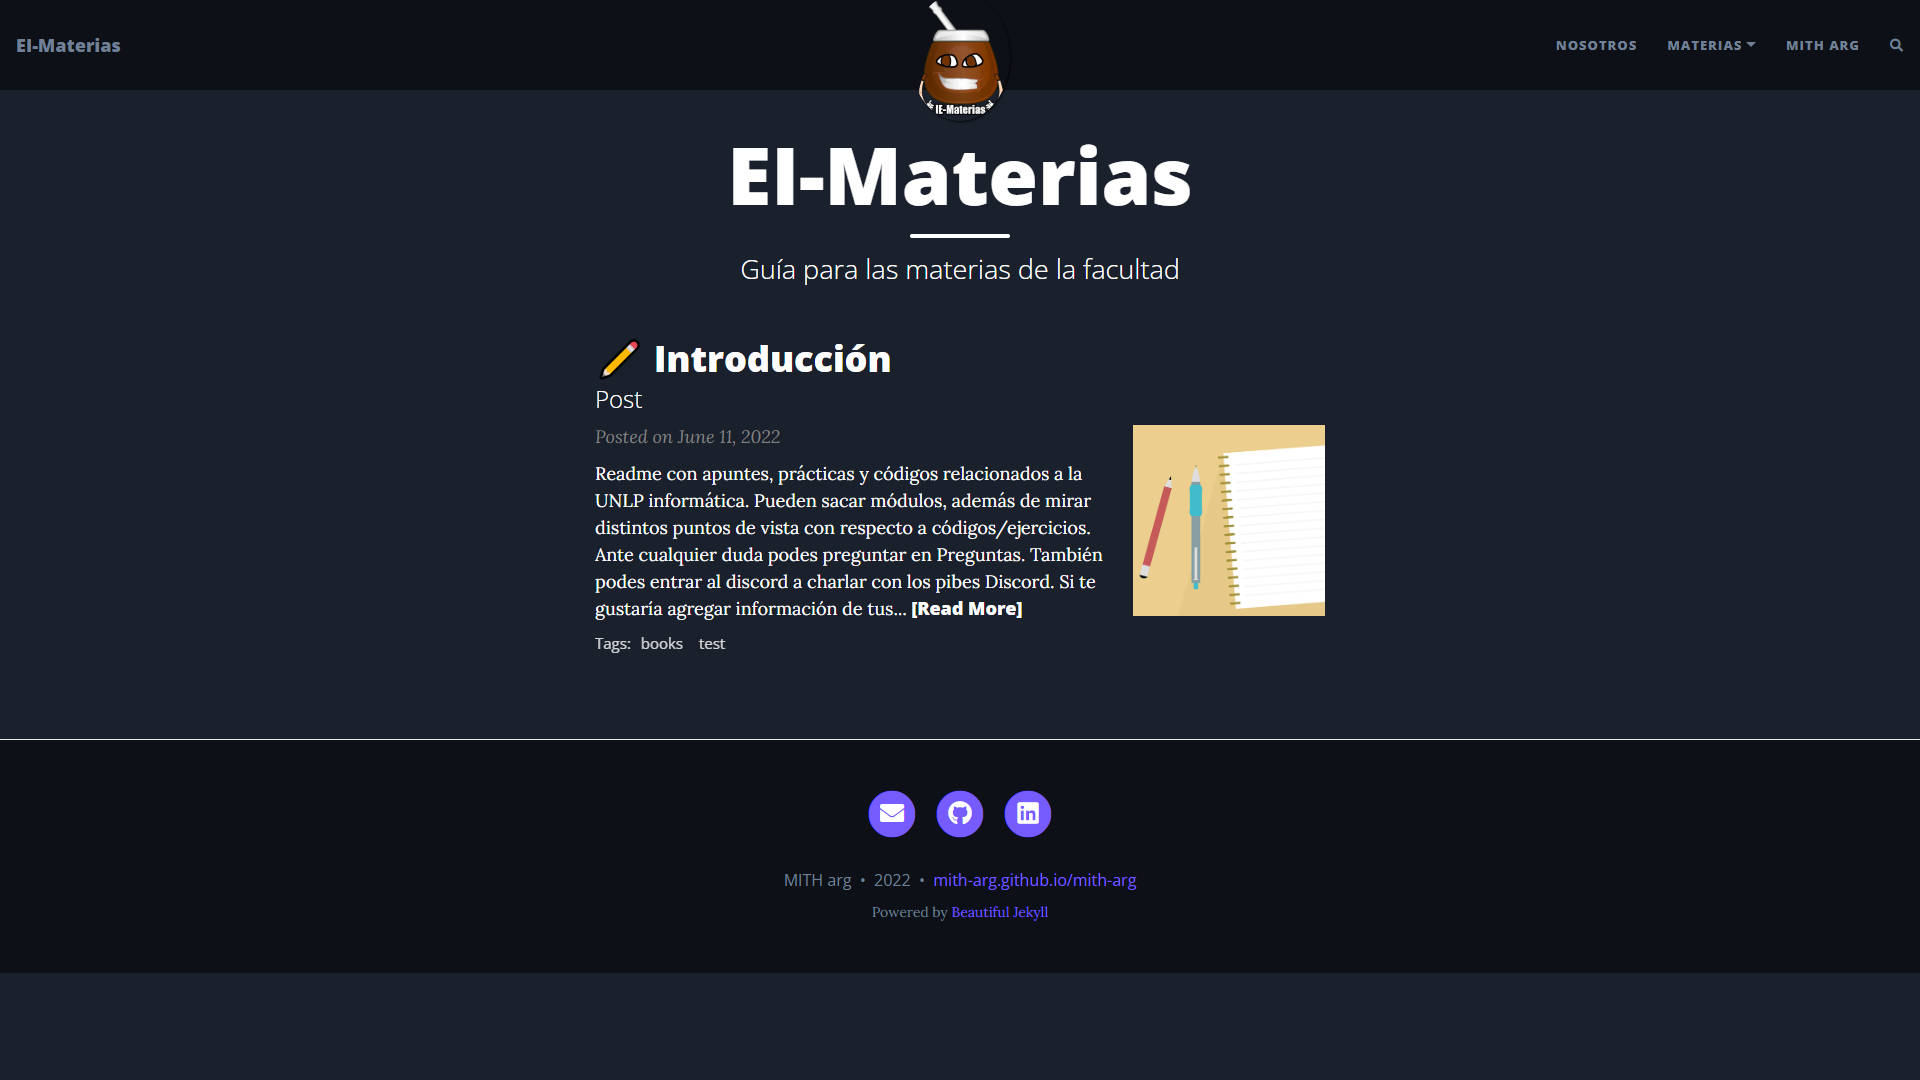 EI-Materias
NOSOTROS
MATERIAS
MITH ARG
IE-Materias
EI-Materias
Guía para las materias de la facultad
✏️ Introducción
Post
Posted on June 11, 2022
Readme con apuntes, prácticas y códigos relacionados a la
UNLP informática. Pueden sacar módulos, además de mirar
distintos puntos de vista con respecto a códigos/ejercicios.
Ante cualquier duda podes preguntar en Preguntas. También
podes entrar al discord a charlar con los pibes Discord. Si te
gustaría agregar información de tus... [Read More]
Tags: books test
MITH arg • 2022 • mith-arg.github.io/mith-arg
Powered by Beautiful Jekyll